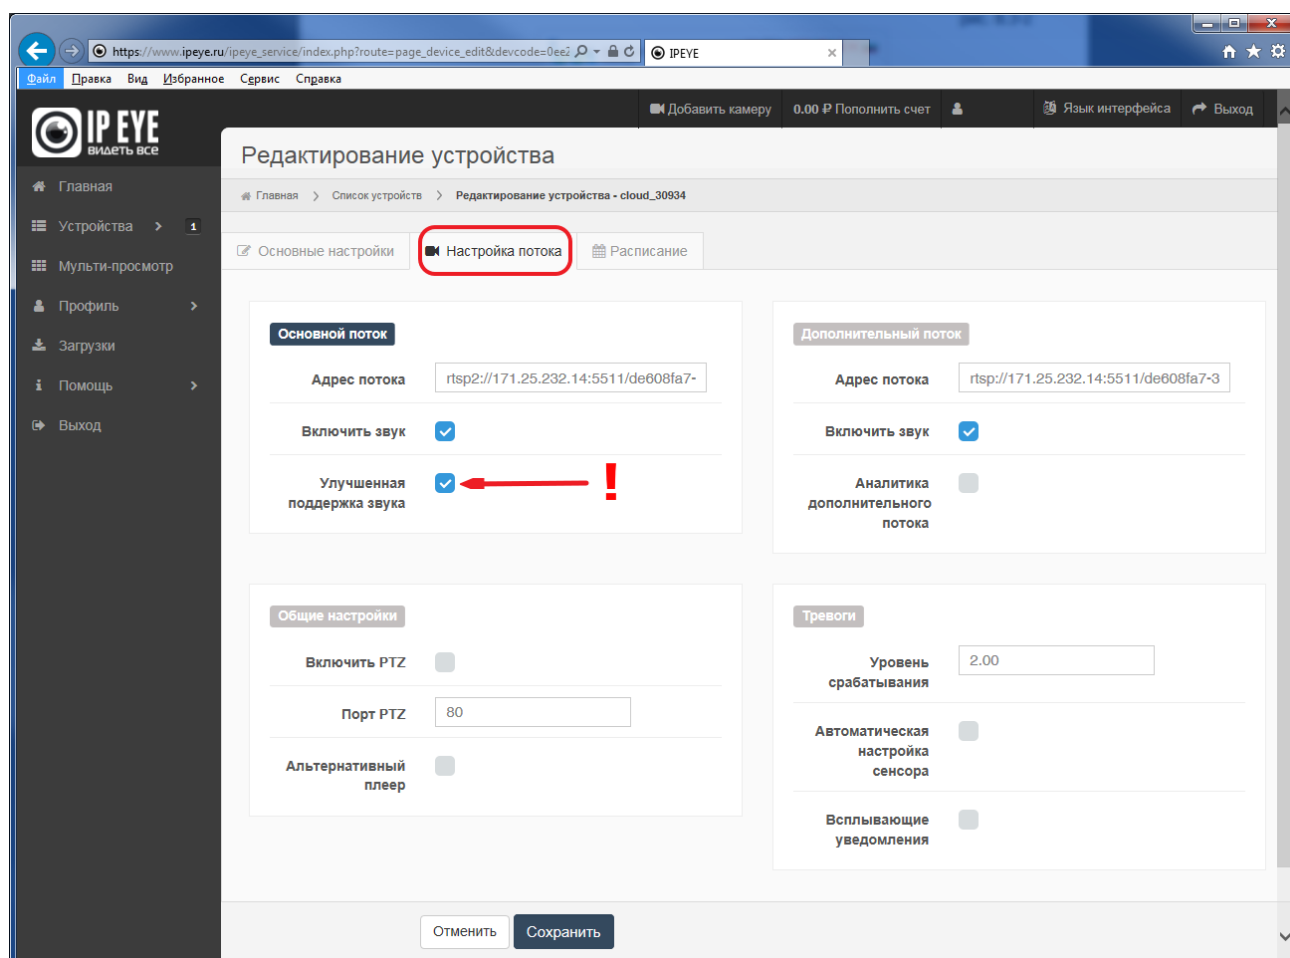 https://www.ipeye.ru/ipeye_service/index.php?route=page_device_edit&devcode=0ee2
IPEYE
Файл Правка Вид Избранное Сервис Справка
IP EYE
видеть все
Добавить камеру 0.00 ₽ Пополнить счет Язык интерфейса Выход
Редактирование устройства
Главная > Список устройств > Редактирование устройства - cloud_30934
Главная
Устройства > 1
Мульти-просмотр
Профиль >
Загрузки
Помощь >
Выход
Основные настройки Настройка потока Расписание
Основной поток
Адрес потока rtsp2://171.25.232.14:5511/de608fa7-
Включить звук
Улучшенная
поддержка звука
!
Дополнительный поток
Адрес потока rtsp://171.25.232.14:5511/de608fa7-3
Включить звук
Аналитика
дополнительного
потока
Общие настройки
Включить PTZ
Порт PTZ 80
Альтернативный
плеер
Тревоги
Уровень
срабатывания
2.00
Автоматическая
настройка
сенсора
Всплывающие
уведомления
Отменить Сохранить